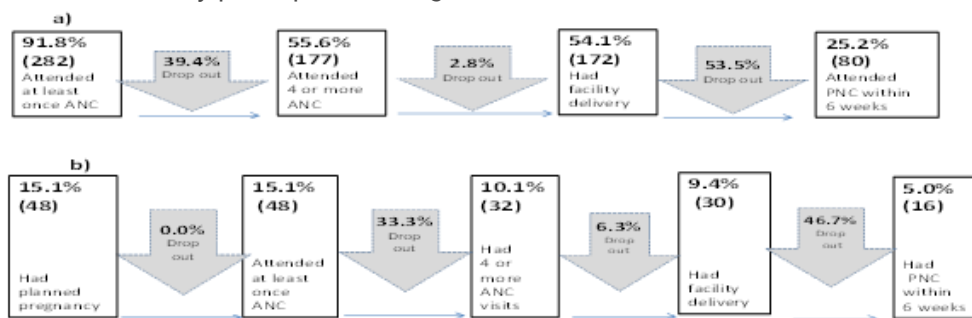 a)
91.8%
(282)
Attended
at least
once ANC
39.4%
Drop out
55.6%
(177)
Attended
4 or more
ANC
2.8%
Drop out
54.1%
(172)
Had
facility
delivery
53.5%
Drop out
25.2%
(80)
Attended
PNC within
6 weeks
b)
15.1%
(48)
Had
planned
pregnancy
0.0%
Drop
out
15.1%
(48)
Attended
at least
once
ANC
33.3%
Drop
out
10.1%
(32)
Had
4 or
more
ANC
visits
6.3%
Drop
out
9.4%
(30)
Had
facility
delivery
46.7%
Drop
out
5.0%
(16)
Had
PNC
within
6 weeks